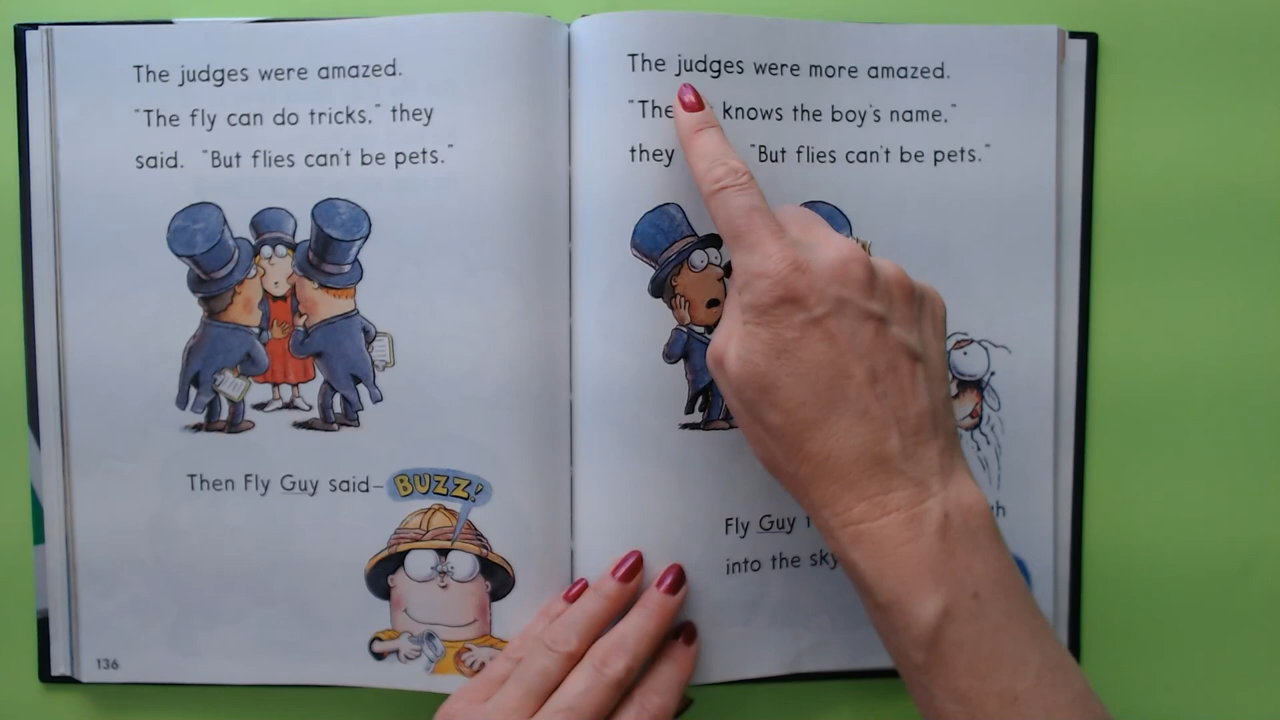 The judges were amazed.
"The fly can do tricks," they
said. "But flies can't be pets."
Then Fly Guy said–
BUZZ!
136
The judges were more amazed.
"The knows the boy's name,"
they "But flies can't be pets."
Fly Guy
into the sky